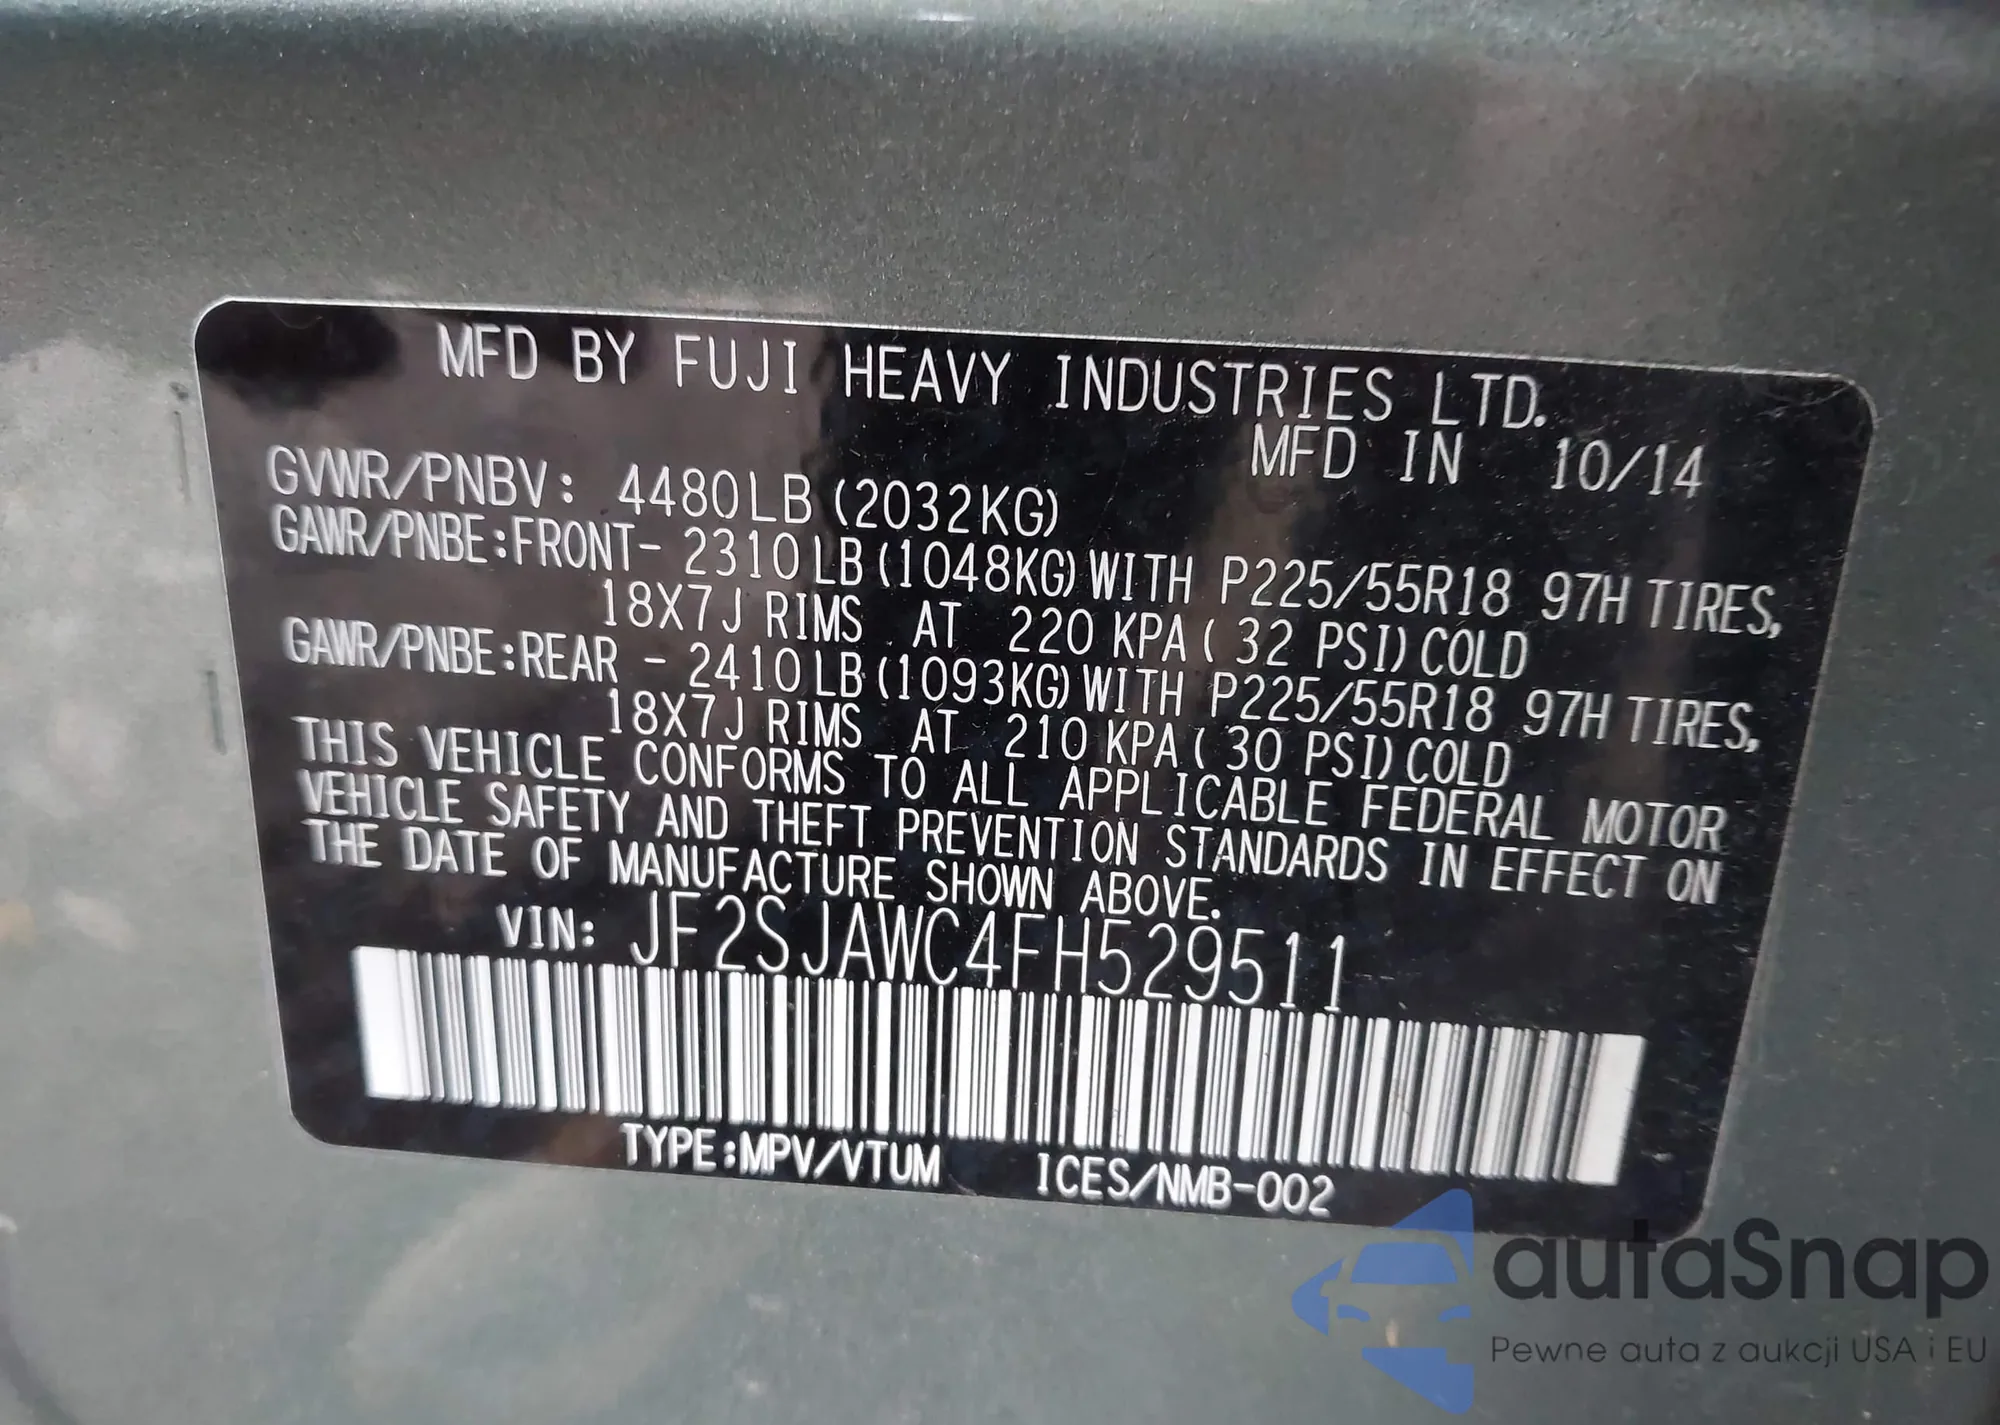 MFD BY FUJI HEAVY INDUSTRIES LTD.
MFD IN 10/14
GVWR/PNBV: 4480LB (2032KG)
GAWR/PNBE:FRONT- 2310LB(1048KG)WITH P225/55R18 97H TIRES,
18X7J RIMS AT 220 KPA( 32 PSI)COLD
GAWR/PNBE:REAR - 2410LB(1093KG)WITH P225/55R18 97H TIRES,
18X7J RIMS AT 210 KPA( 30 PSI)COLD
THIS VEHICLE CONFORMS TO ALL APPLICABLE FEDERAL MOTOR
VEHICLE SAFETY AND THEFT PREVENTION STANDARDS IN EFFECT ON
THE DATE OF MANUFACTURE SHOWN ABOVE.
VIN: JF2SJAWC4FH529511
TYPE:MPV/VTUM ICES/NMB-002
autaSnap
Pewne auta z aukcji USA i EU